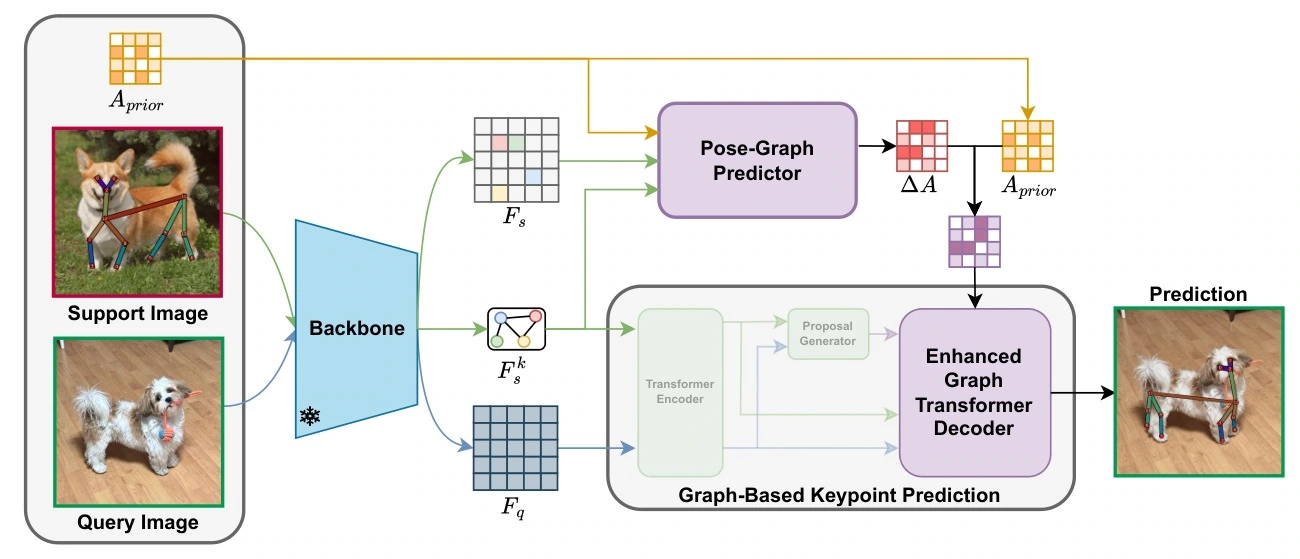 A_prior
Support Image
Query Image
Backbone
F_s
F_s^k
F_q
Pose-Graph
Predictor
ΔA
A_prior
Transformer
Encoder
Proposal
Generator
Enhanced
Graph
Transformer
Decoder
Graph-Based Keypoint Prediction
Prediction